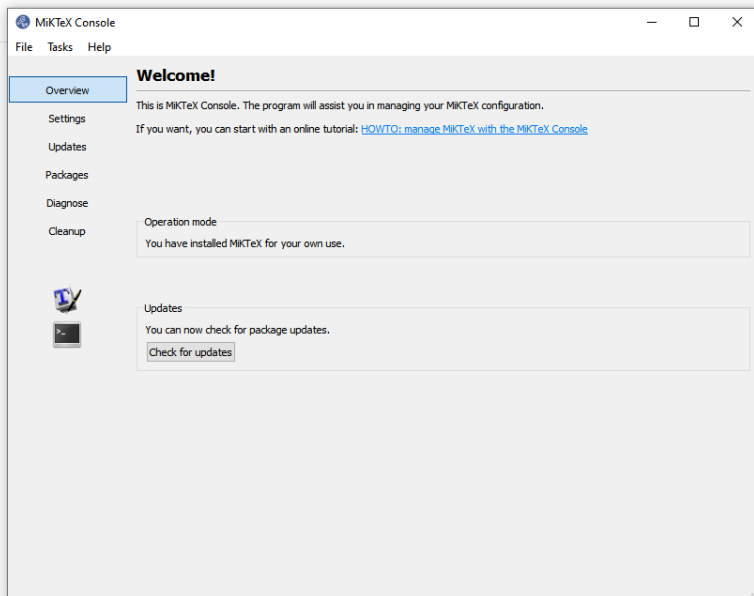 MiKTeX Console
File Tasks Help
Overview
Settings
Updates
Packages
Diagnose
Cleanup
Welcome!
This is MiKTeX Console. The program will assist you in managing your MiKTeX configuration.
If you want, you can start with an online tutorial: HOWTO: manage MiKTeX with the MiKTeX Console
Operation mode
You have installed MiKTeX for your own use.
Updates
You can now check for package updates.
Check for updates